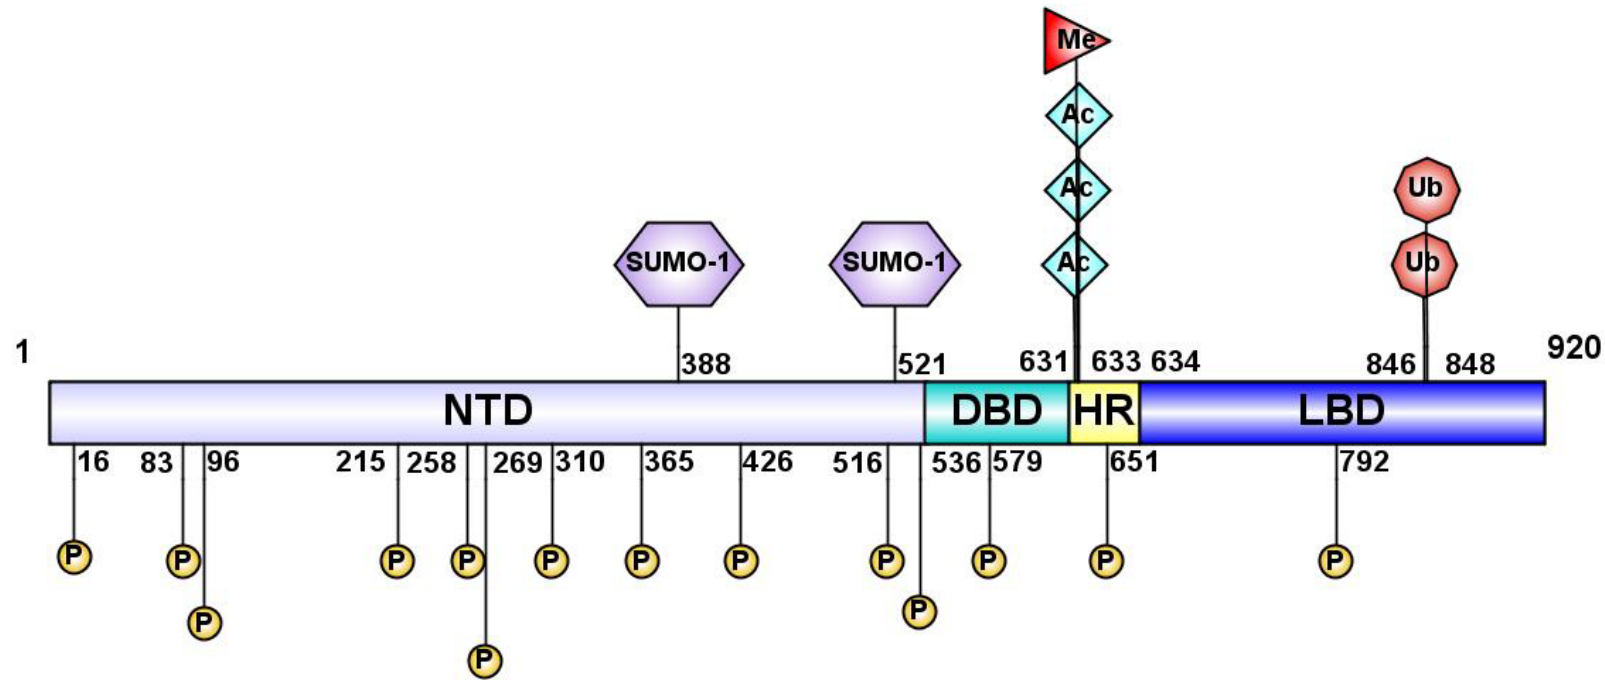 Me
Ac
Ac
Ub
SUMO-1 SUMO-1 Ac Ub
1 388 521 631 633 634 846 848 920
NTD DBD HR LBD
16 83 96 215 258 269 310 365 426 516 536 579 651 792
P P P P P P P P P P P P
P
P
P